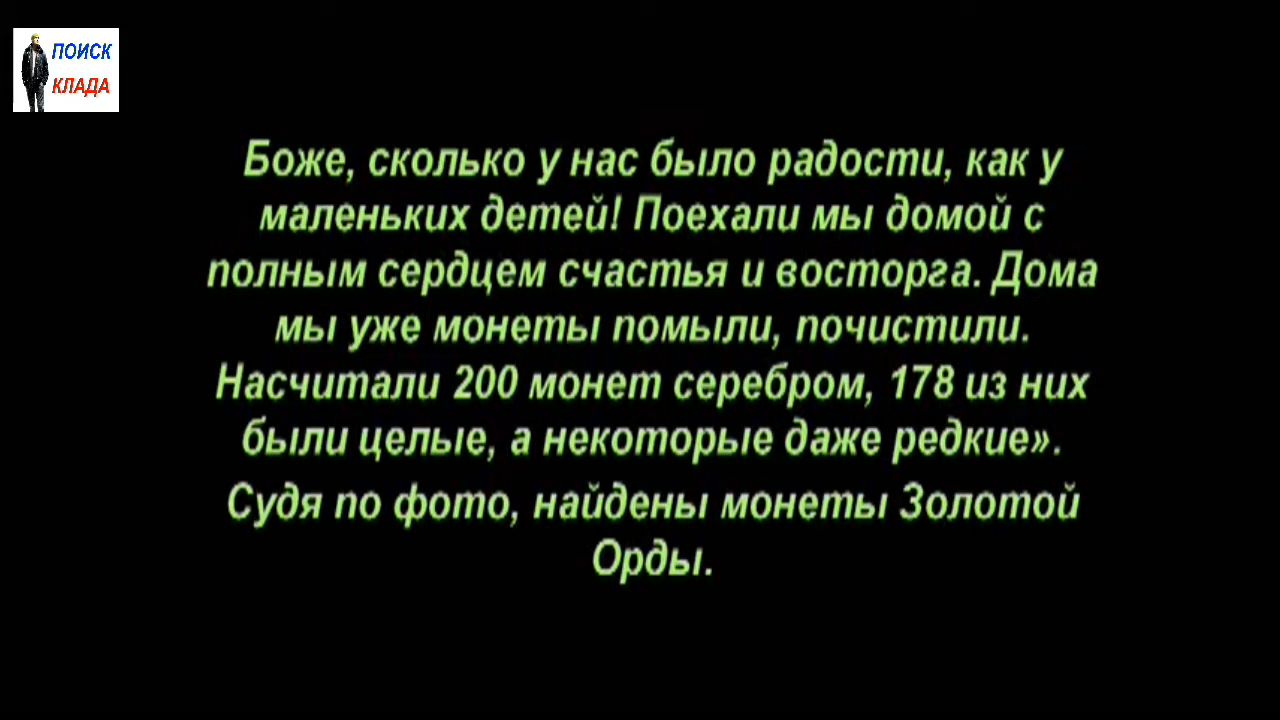 ПОИСК
КЛАДА
Боже, сколько у нас было радости, как у
маленьких детей! Поехали мы домой с
полным сердцем счастья и восторга. Дома
мы уже монеты помыли, почистили.
Насчитали 200 монет серебром, 178 из них
были целые, а некоторые даже редкие».
Судя по фото, найдены монеты Золотой
Орды.